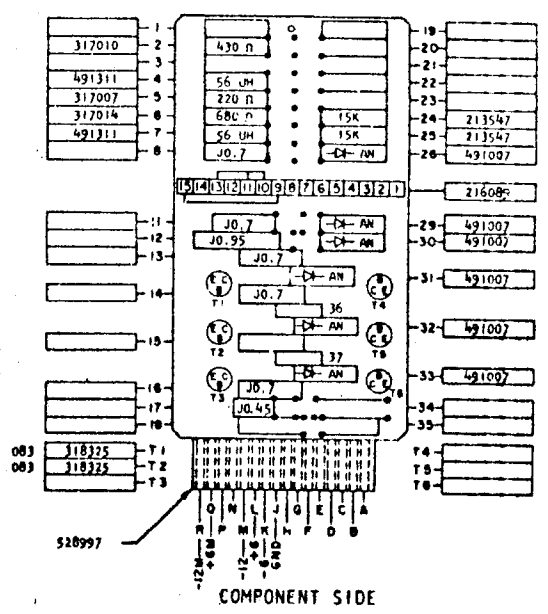 1 19
317010 2 430 Ω 20
3 21
491311 4 56 UH 22
317007 5 220 Ω 23
317014 6 680 Ω 15K 24 213547
491311 7 56 UH 15K 25 213547
8 J0.7 AN 26 491007
15 14 13 12 11 10 9 8 7 6 5 4 3 2 1 216089
11 J0.7 AN 29 491007
12 J0.95 AN 30 491007
13 J0.7
AN 31 491007
E C B T1 B C E T4
14 J0.7
36
E C B T2 AN B C E T5 32 491007
15
37
E C B T3 AN B C E T6 33 491007
16 J0.7
17 J0.45 34
18 35
083 318325 T1 T4
083 318325 T2 T5
T3 T6
528997
R Q P N M L K J H G F E D C B A
-12M +6M -12 +6 -6 GND
COMPONENT SIDE